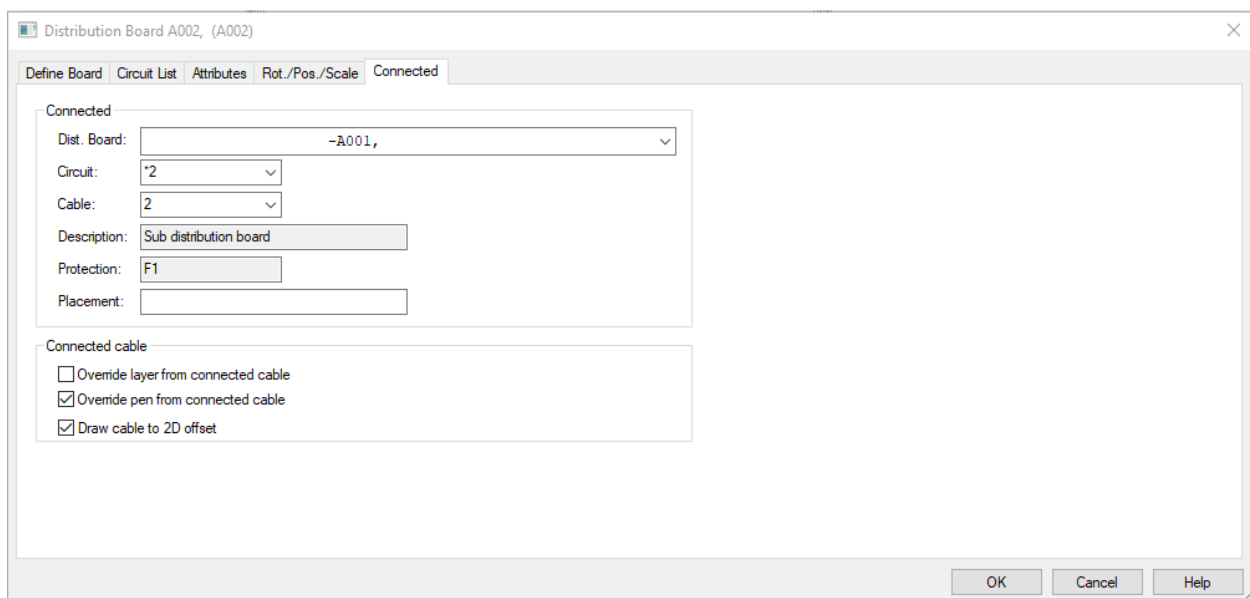 Distribution Board A002, (A002)
Define Board Circuit List Attributes Rot./Pos./Scale Connected
Connected
Dist. Board: -A001,
Circuit: *2
Cable: 2
Description: Sub distribution board
Protection: F1
Placement:
Connected cable
Override layer from connected cable
Override pen from connected cable
Draw cable to 2D offset
OK Cancel Help